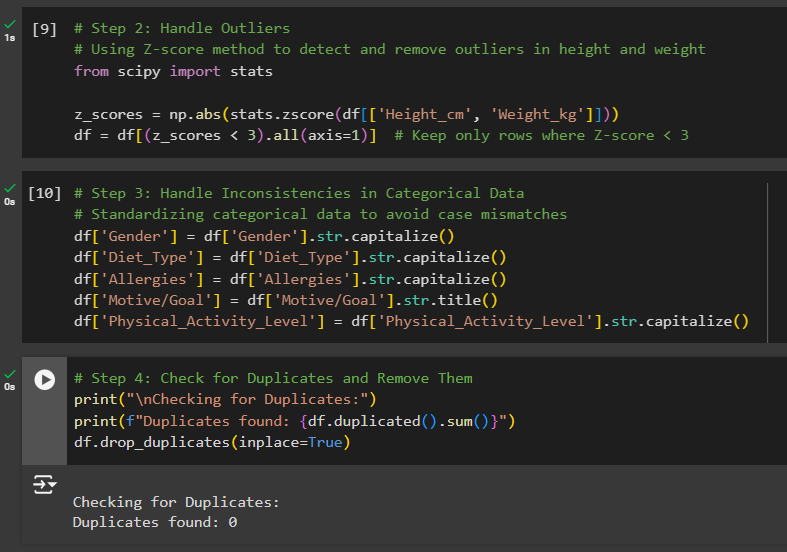 1s
[9]
# Step 2: Handle Outliers
# Using Z-score method to detect and remove outliers in height and weight
from scipy import stats
z_scores = np.abs(stats.zscore(df[['Height_cm', 'Weight_kg']]))
df = df[(z_scores < 3).all(axis=1)]  # Keep only rows where Z-score < 3
0s
[10]
# Step 3: Handle Inconsistencies in Categorical Data
# Standardizing categorical data to avoid case mismatches
df['Gender'] = df['Gender'].str.capitalize()
df['Diet_Type'] = df['Diet_Type'].str.capitalize()
df['Allergies'] = df['Allergies'].str.capitalize()
df['Motive/Goal'] = df['Motive/Goal'].str.title()
df['Physical_Activity_Level'] = df['Physical_Activity_Level'].str.capitalize()
0s
# Step 4: Check for Duplicates and Remove Them
print("\nChecking for Duplicates:")
print(f"Duplicates found: {df.duplicated().sum()}")
df.drop_duplicates(inplace=True)
Checking for Duplicates:
Duplicates found: 0